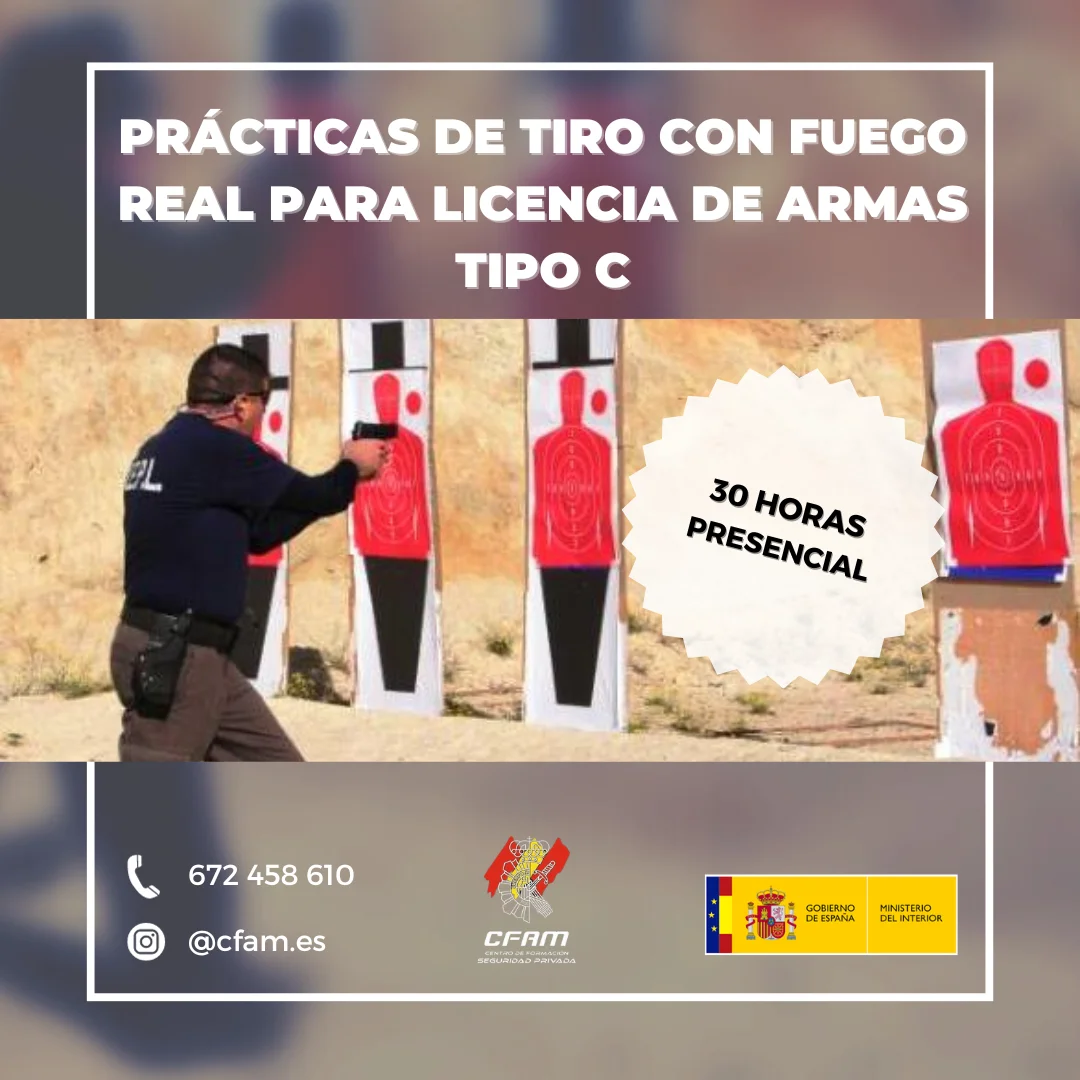 PRÁCTICAS DE TIRO CON FUEGO
REAL PARA LICENCIA DE ARMAS
TIPO C
30 HORAS
PRESENCIAL
672 458 610
@cfam.es
CFAM
CENTRO DE FORMACIÓN
SEGURIDAD PRIVADA
GOBIERNO
DE ESPAÑA
MINISTERIO
DEL INTERIOR